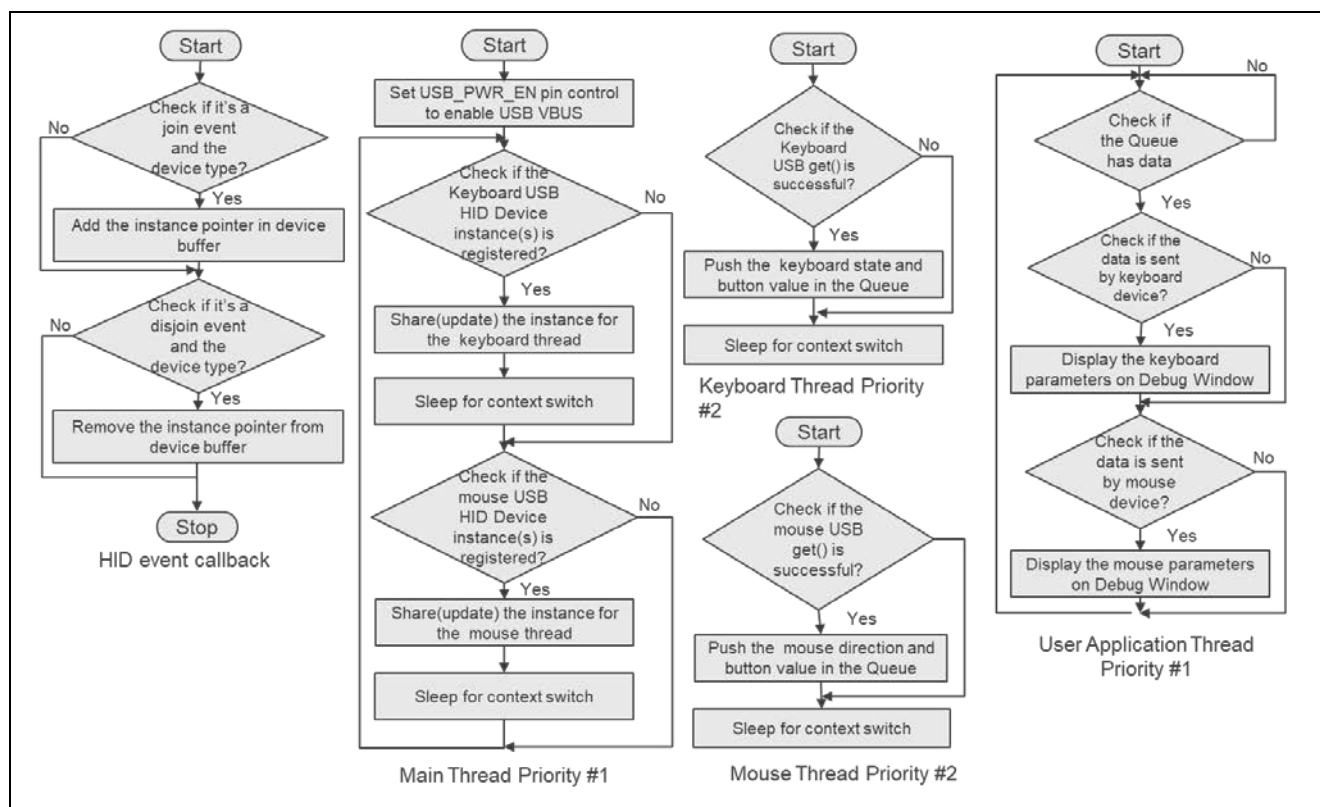 Start
Check if it's a
join event
and the
device type?
No
Yes
Add the instance pointer in device
buffer
Check if it's a
disjoin event
and the
device type?
No
Yes
Remove the instance pointer from
device buffer
Stop
HID event callback
Start
Set USB_PWR_EN pin control
to enable USB VBUS
Check if the
Keyboard USB
HID Device
instance(s) is
registered?
No
Yes
Share(update) the instance for
the keyboard thread
Sleep for context switch
Check if the
mouse USB
HID Device
instance(s) is
registered?
No
Yes
Share(update) the instance for
the mouse thread
Sleep for context switch
Main Thread Priority #1
Start
Check if the
Keyboard
USB get() is
successful?
No
Yes
Push the keyboard state and
button value in the Queue
Sleep for context switch
Keyboard Thread Priority
#2
Start
Check if the
mouse USB
get() is
successful?
No
Yes
Push the mouse direction and
button value in the Queue
Sleep for context switch
Mouse Thread Priority #2
Start
No
Check if
the Queue
has data
Yes
Check if the
data is sent
by keyboard
device?
No
Yes
Display the keyboard
parameters on Debug Window
Check if the
data is sent
by mouse
device?
No
Yes
Display the mouse parameters
on Debug Window
User Application Thread
Priority #1